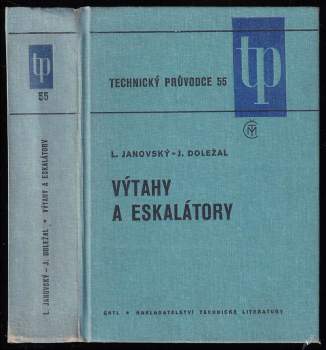 tp
55
L. JANOVSKÝ-J. DOLEŽAL • VÝTAHY A ESKALÁTORY
TECHNICKÝ PRŮVODCE 55
tp
L. JANOVSKÝ-J. DOLEŽAL
VÝTAHY
A ESKALÁTORY
SNTL • NAKLADATELSTVÍ TECHNICKÉ LITERATURY